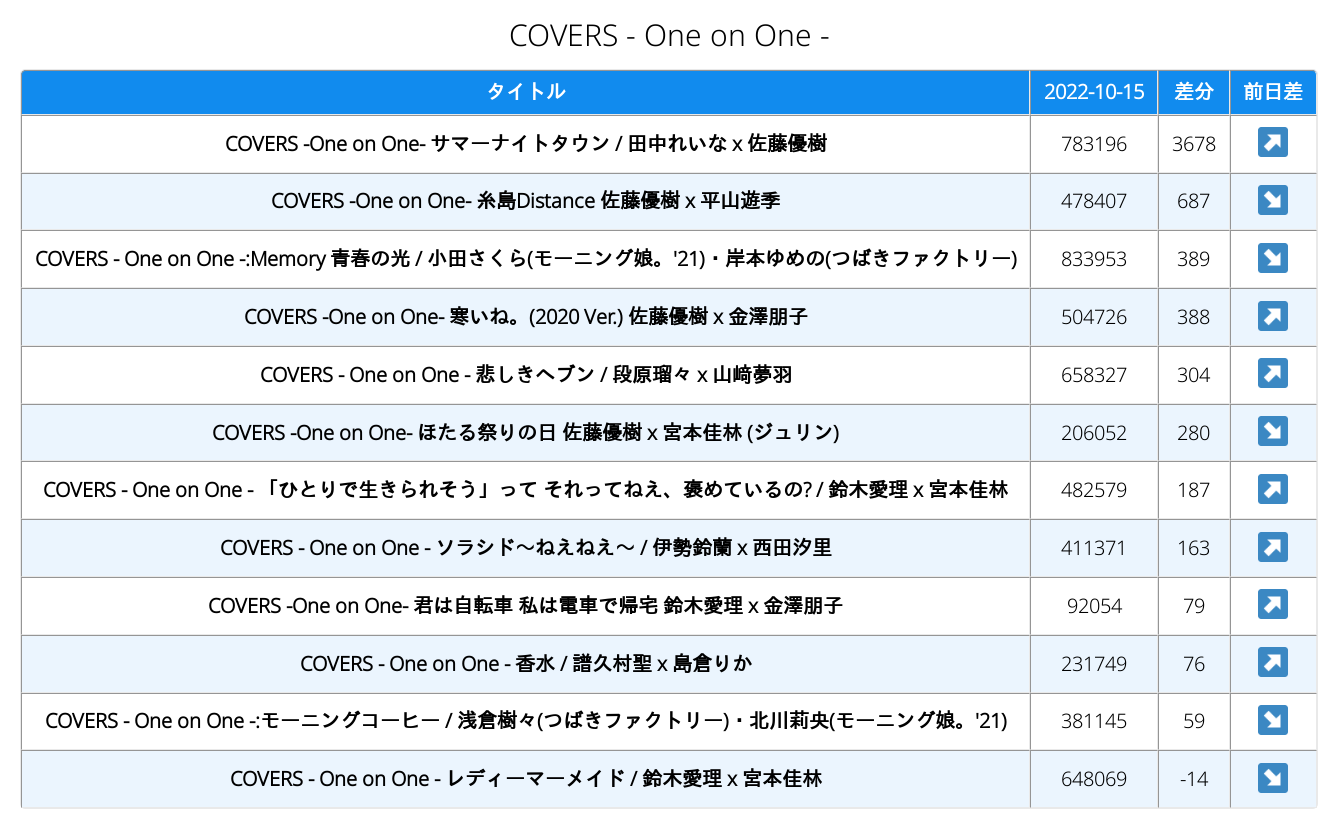 COVERS - One on One -
タイトル 2022-10-15 差分 前日差
COVERS -One on One- サマーナイトタウン / 田中れいな x 佐藤優樹 783196 3678 ↗
COVERS -One on One- 糸島Distance 佐藤優樹 x 平山遊季 478407 687 ↘
COVERS - One on One -:Memory 青春の光 / 小田さくら(モーニング娘。'21)・岸本ゆめの(つばきファクトリー) 833953 389 ↘
COVERS -One on One- 寒いね。(2020 Ver.) 佐藤優樹 x 金澤朋子 504726 388 ↗
COVERS - One on One - 悲しきヘブン / 段原瑠々 x 山﨑夢羽 658327 304 ↗
COVERS -One on One- ほたる祭りの日 佐藤優樹 x 宮本佳林 (ジュリン) 206052 280 ↘
COVERS - One on One - 「ひとりで生きられそう」って それってねえ、褒めているの? / 鈴木愛理 x 宮本佳林 482579 187 ↗
COVERS - One on One - ソラシド〜ねえねえ〜 / 伊勢鈴蘭 x 西田汐里 411371 163 ↗
COVERS -One on One- 君は自転車 私は電車で帰宅 鈴木愛理 x 金澤朋子 92054 79 ↗
COVERS - One on One - 香水 / 譜久村聖 x 島倉りか 231749 76 ↗
COVERS - One on One -:モーニングコーヒー / 浅倉樹々(つばきファクトリー)・北川莉央(モーニング娘。'21) 381145 59 ↘
COVERS - One on One - レディーマーメイド / 鈴木愛理 x 宮本佳林 648069 -14 ↘